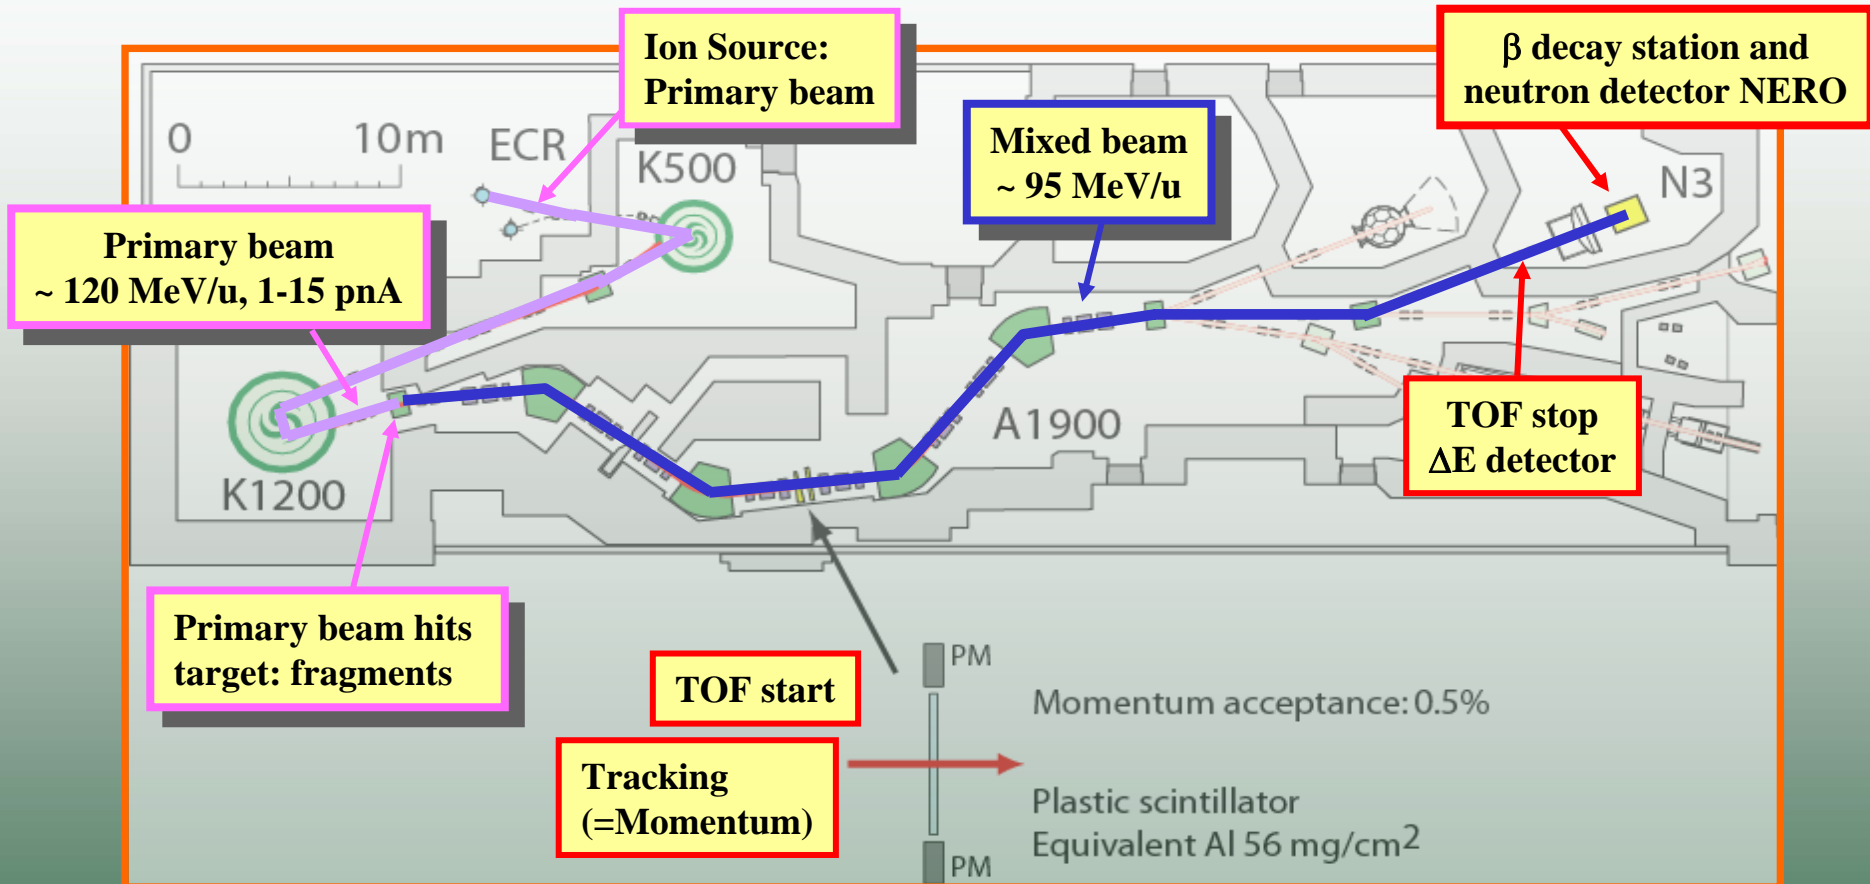 Ion Source:
Primary beam
β decay station and
neutron detector NERO
0
10m
ECR
K500
Mixed beam
~ 95 MeV/u
N3
Primary beam
~ 120 MeV/u, 1-15 pnA
K1200
A1900
TOF stop
ΔE detector
Primary beam hits
target: fragments
TOF start
PM
Momentum acceptance: 0.5%
Tracking
(=Momentum)
Plastic scintillator
Equivalent Al 56 mg/cm²
PM